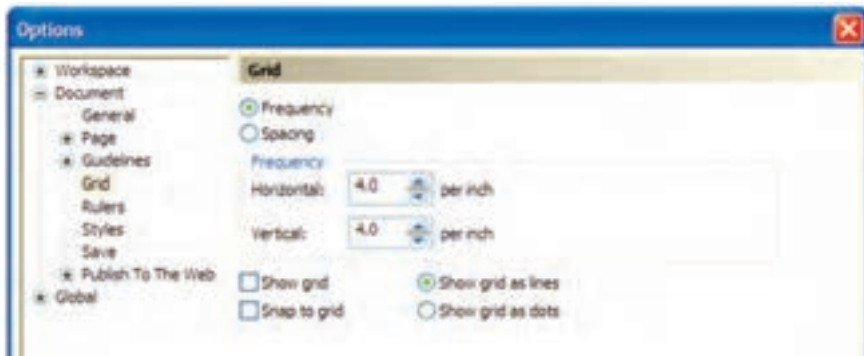 Options
Workspace
Document
General
Page
Guidelines
Grid
Rulers
Styles
Save
Publish To The Web
Global
Grid
Frequency
Spacing
Frequency
Horizontal: 4.0 per inch
Vertical: 4.0 per inch
Show grid Show grid as lines
Snap to grid Show grid as dots